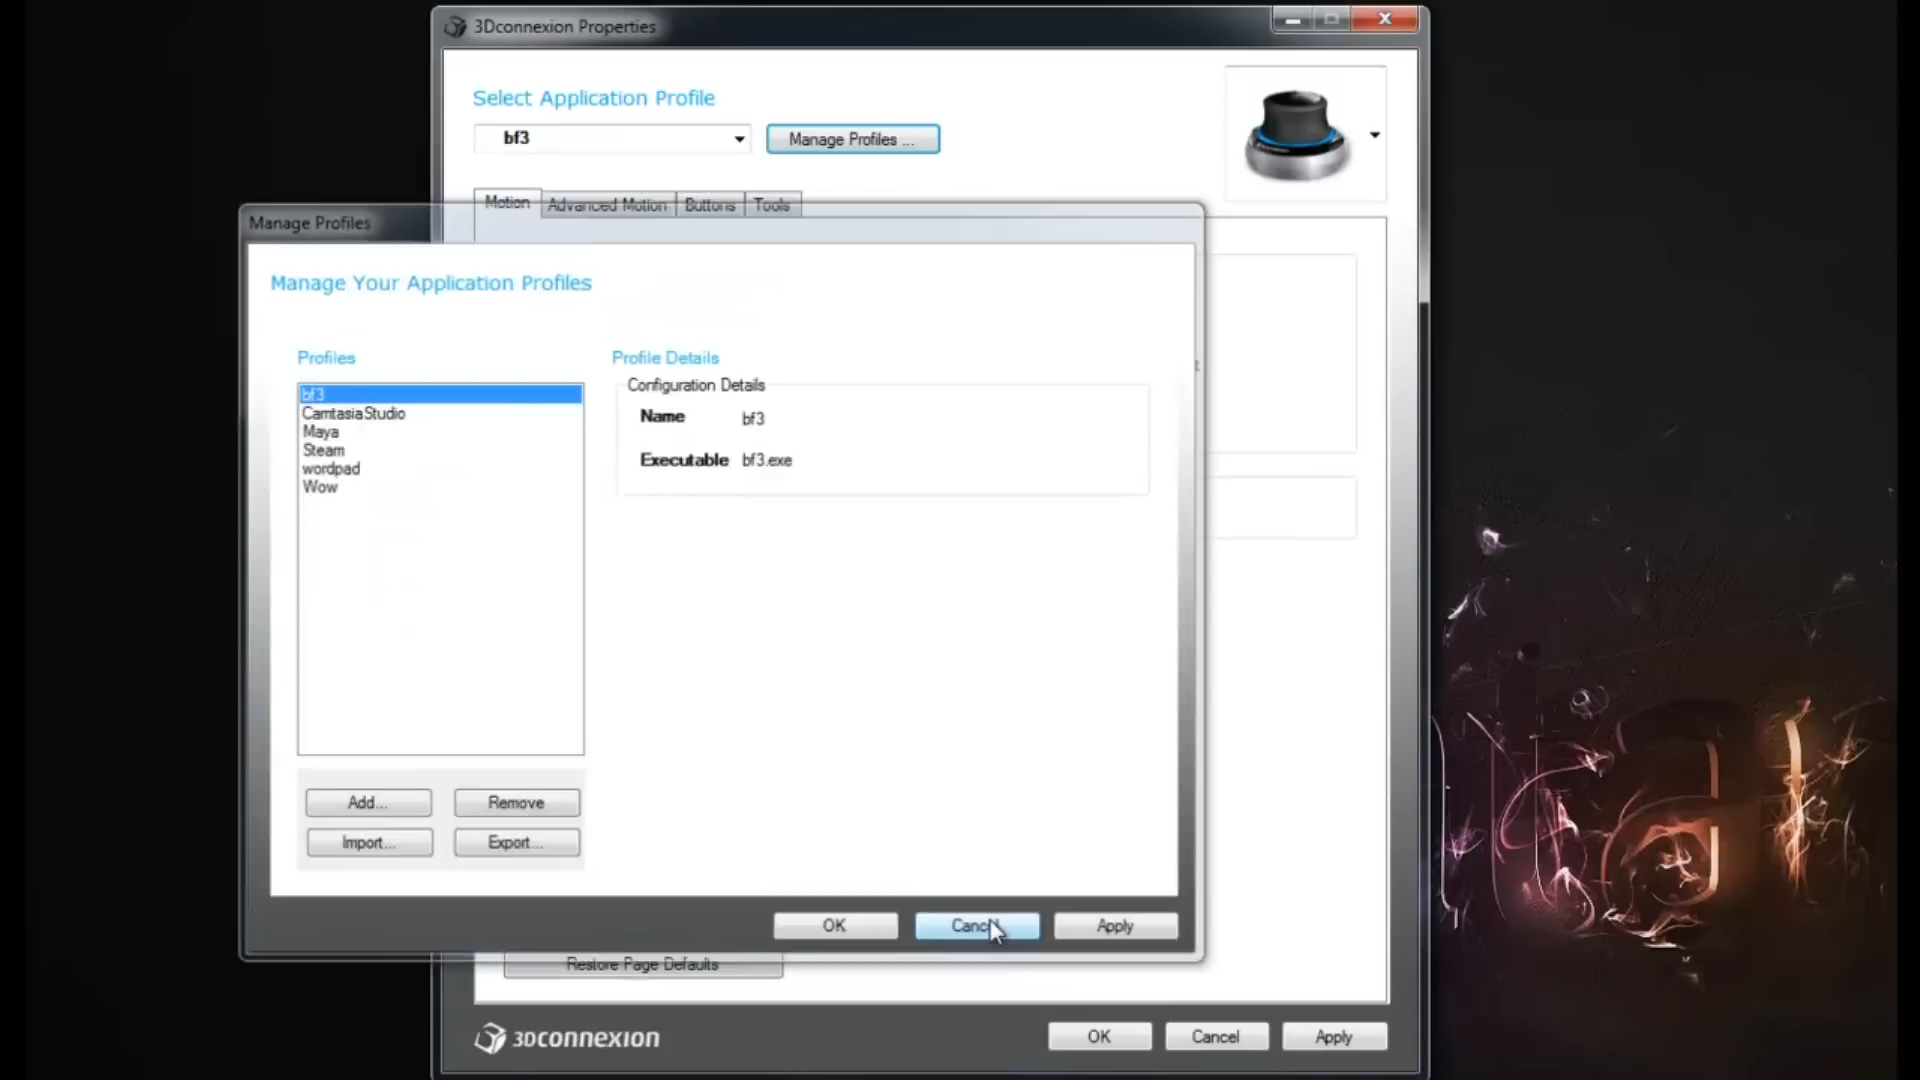 3Dconnexion Properties
Select Application Profile
bf3
Manage Profiles ...
Motion
Advanced Motion
Buttons
Tools
Manage Profiles
Manage Your Application Profiles
Profiles
bf3
CamtasiaStudio
Maya
Steam
wordpad
Wow
Profile Details
Configuration Details
Name bf3
Executable bf3.exe
Add...
Remove
Import...
Export...
OK
Cancel
Apply
Restore Page Defaults
3Dconnexion
OK
Cancel
Apply